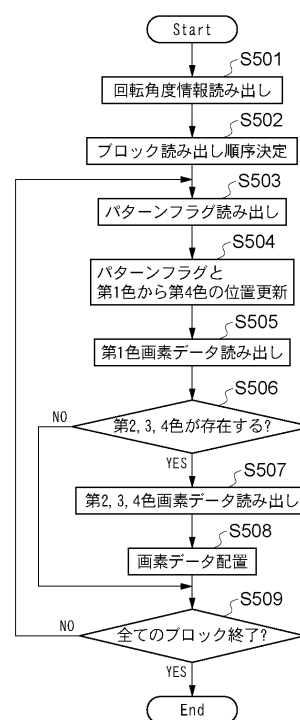 Start
S501
回転角度情報読み出し
S502
ブロック読み出し順序決定
S503
パターンフラグ読み出し
S504
パターンフラグと
第1色から第4色の位置更新
S505
第1色画素データ読み出し
S506
第2,3,4色が存在する?
NO
YES
S507
第2,3,4色画素データ読み出し
S508
画素データ配置
S509
全てのブロック終了?
NO
YES
End